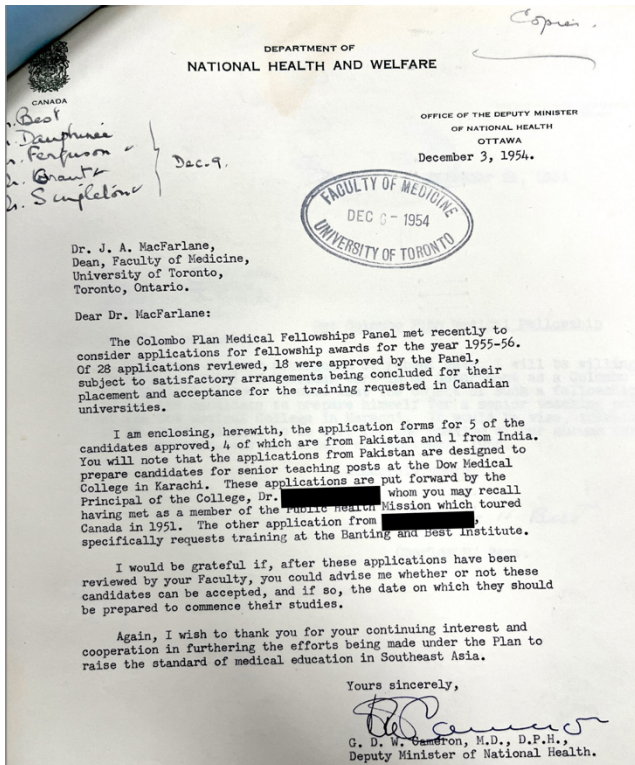 Copies.
DEPARTMENT OF
NATIONAL HEALTH AND WELFARE
CANADA
OFFICE OF THE DEPUTY MINISTER
OF NATIONAL HEALTH
OTTAWA
December 3, 1954.
Best
Dauphinee
Ferguson
Grant
Singleton
Dec. 9.
FACULTY OF MEDICINE
DEC 6 - 1954
UNIVERSITY OF TORONTO
Dr. J. A. MacFarlane,
Dean, Faculty of Medicine,
University of Toronto,
Toronto, Ontario.
Dear Dr. MacFarlane:
The Colombo Plan Medical Fellowships Panel met recently to
consider applications for fellowship awards for the year 1955-56.
Of 28 applications reviewed, 18 were approved by the Panel,
subject to satisfactory arrangements being concluded for their
placement and acceptance for the training requested in Canadian
universities.
I am enclosing, herewith, the application forms for 5 of the
candidates approved, 4 of which are from Pakistan and 1 from India.
You will note that the applications from Pakistan are designed to
prepare candidates for senior teaching posts at the Dow Medical
College in Karachi. These applications are put forward by the
Principal of the College, Dr. whom you may recall
having met as a member of the Public Health Mission which toured
Canada in 1951. The other application from ,
specifically requests training at the Banting and Best Institute.
I would be grateful if, after these applications have been
reviewed by your Faculty, you could advise me whether or not these
candidates can be accepted, and if so, the date on which they should
be prepared to commence their studies.
Again, I wish to thank you for your continuing interest and
cooperation in furthering the efforts being made under the Plan to
raise the standard of medical education in Southeast Asia.
Yours sincerely,
G. D. W. Cameron, M.D., D.P.H.,
Deputy Minister of National Health.